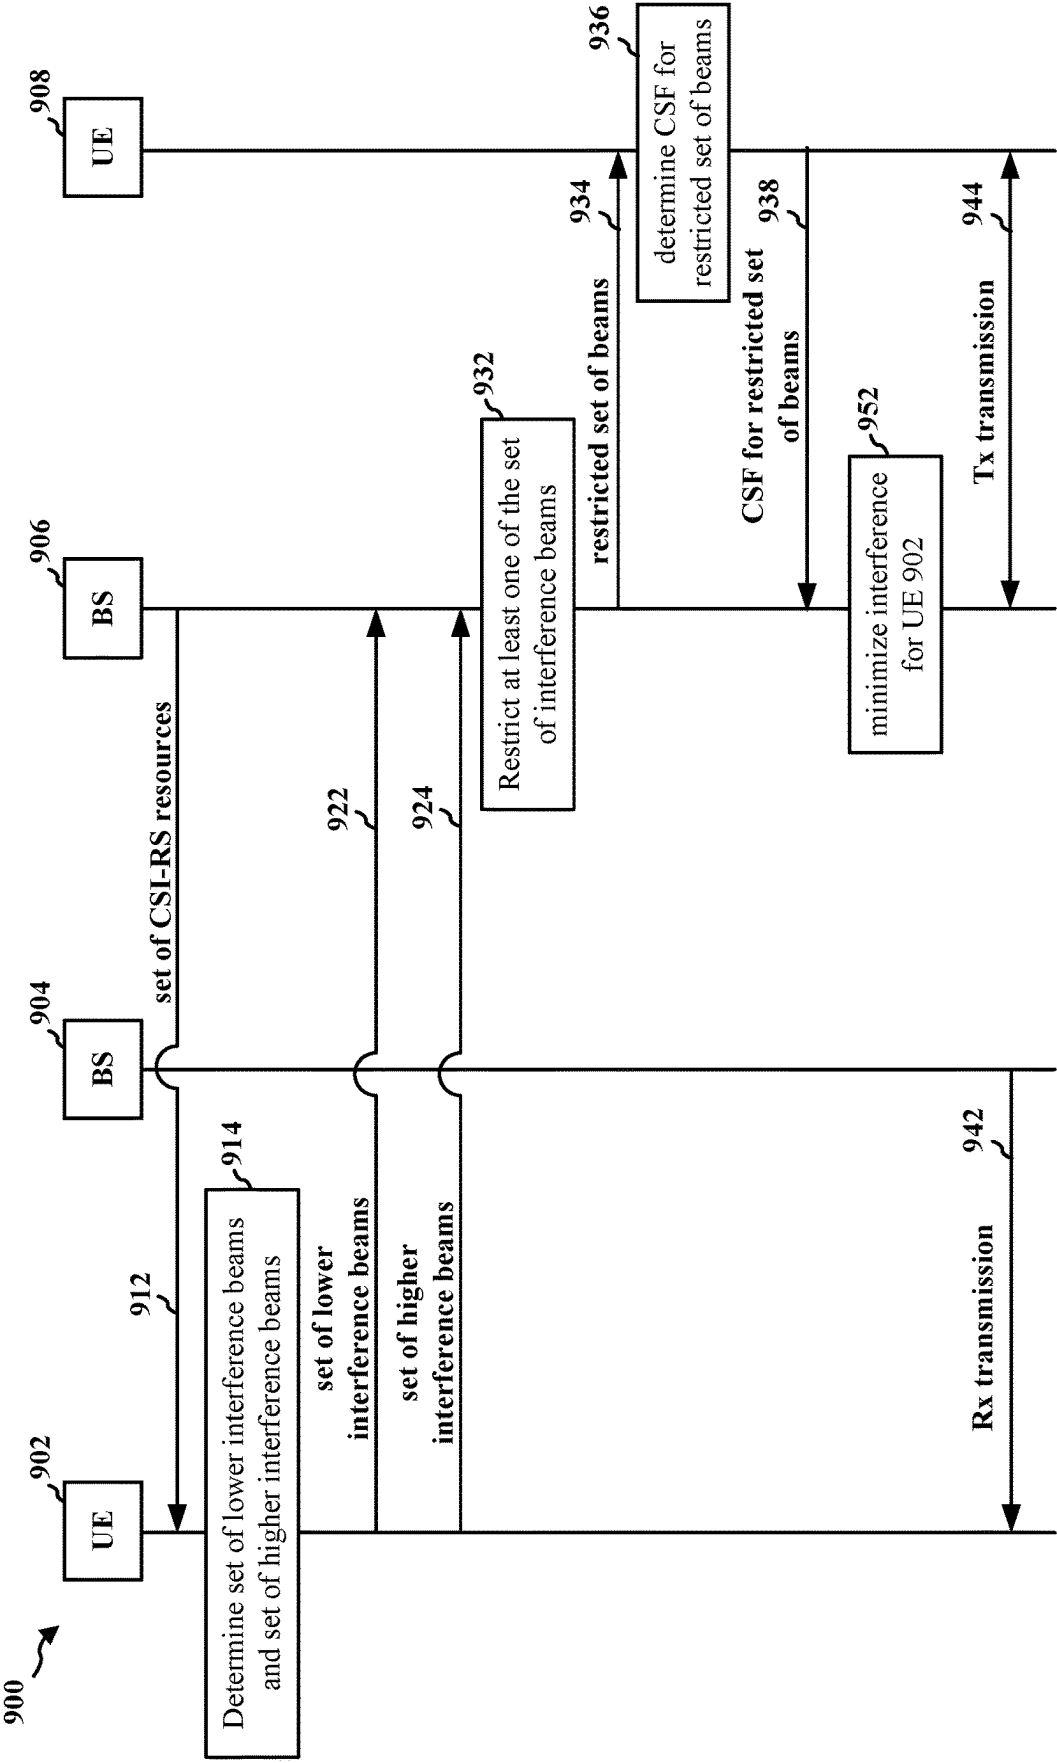 900
902
UE
904
BS
906
BS
908
UE
912
set of CSI-RS resources
914
Determine set of lower interference beams
and set of higher interference beams
set of lower
interference beams
922
set of higher
interference beams
924
932
Restrict at least one of the set
of interference beams
restricted set of beams
934
936
determine CSF for
restricted set of beams
CSF for restricted set
of beams
938
952
minimize interference
for UE 902
Rx transmission
942
Tx transmission
944